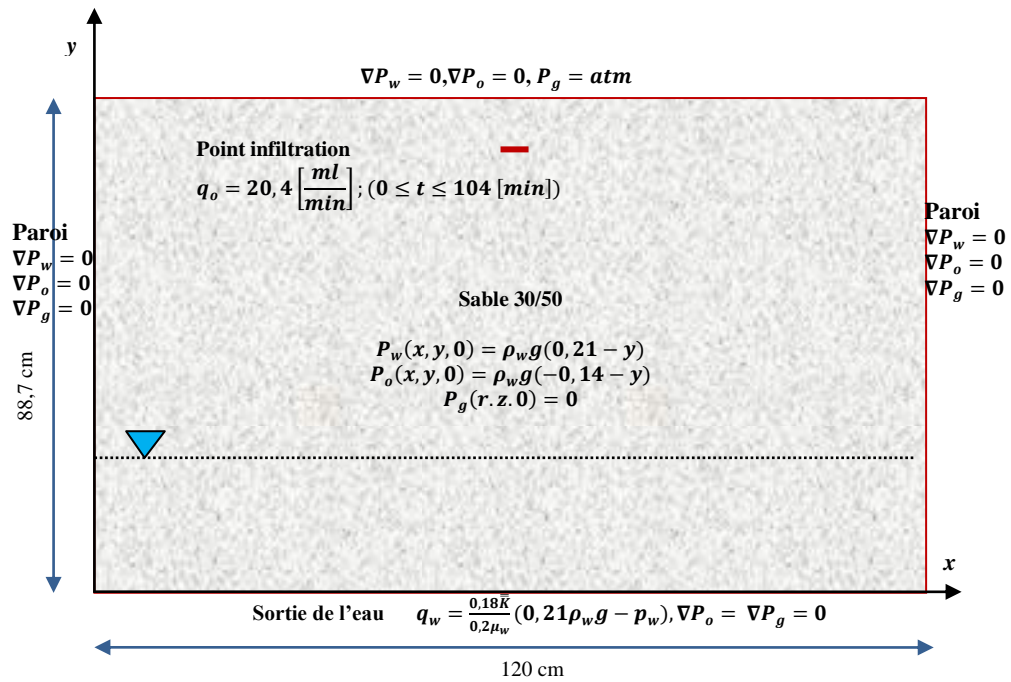 y
∇P_w = 0,∇P_o = 0, P_g = atm
Point infiltration
q_o = 20,4 [ml/min] ; (0 ≤ t ≤ 104 [min])
Paroi
∇P_w = 0
∇P_o = 0
∇P_g = 0
Paroi
∇P_w = 0
∇P_o = 0
∇P_g = 0
Sable 30/50
P_w(x, y, 0) = ρ_w g(0, 21 − y)
P_o(x, y, 0) = ρ_w g(−0, 14 − y)
P_g(r. z. 0) = 0
88,7 cm
x
Sortie de l'eau q_w = 0,18K̿/0,2μ_w (0, 21ρ_w g − p_w), ∇P_o = ∇P_g = 0
120 cm